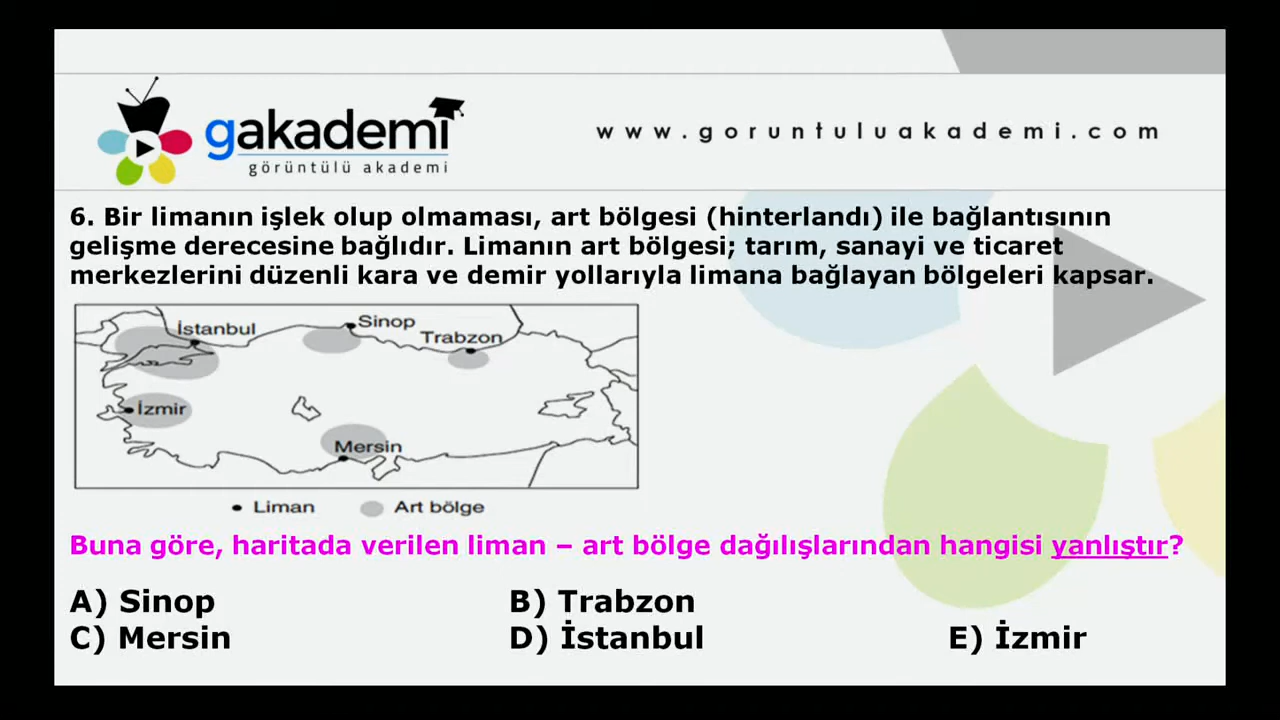 gakademi
görüntülü akademi
www.goruntuluakademi.com
6. Bir limanın işlek olup olmaması, art bölgesi (hinterlandı) ile bağlantısının
gelişme derecesine bağlıdır. Limanın art bölgesi; tarım, sanayi ve ticaret
merkezlerini düzenli kara ve demir yollarıyla limana bağlayan bölgeleri kapsar.
İstanbul
Sinop
Trabzon
İzmir
Mersin
Liman
Art bölge
Buna göre, haritada verilen liman – art bölge dağılışlarından hangisi yanlıştır?
A) Sinop B) Trabzon
C) Mersin D) İstanbul E) İzmir